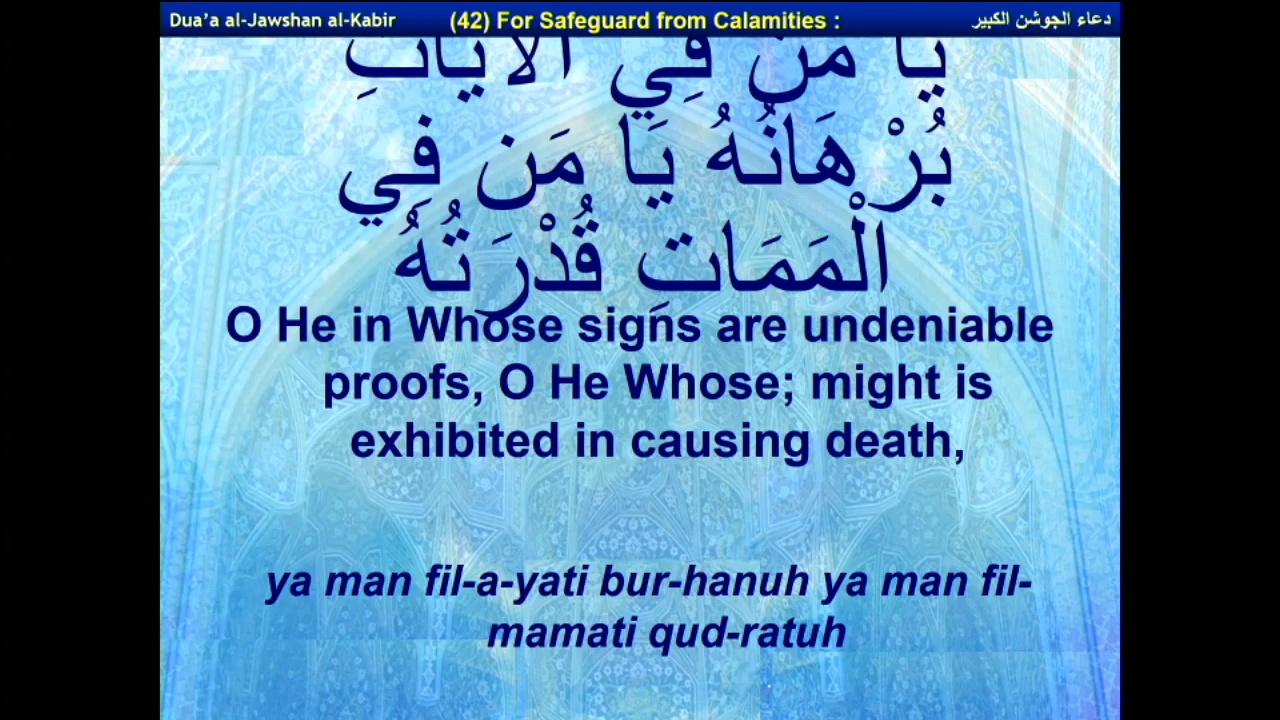 Dua’a al-Jawshan al-Kabir (42) For Safeguard from Calamities : دعاء الجوشن الكبير
يَا مَن فِي الآيَاتِ
بُرْهَانُهُ يَا مَن فِي
الْمَمَاتِ قُدْرَتُهُ
O He in Whose signs are undeniable
proofs, O He Whose; might is
exhibited in causing death,
ya man fil-a-yati bur-hanuh ya man fil-
mamati qud-ratuh